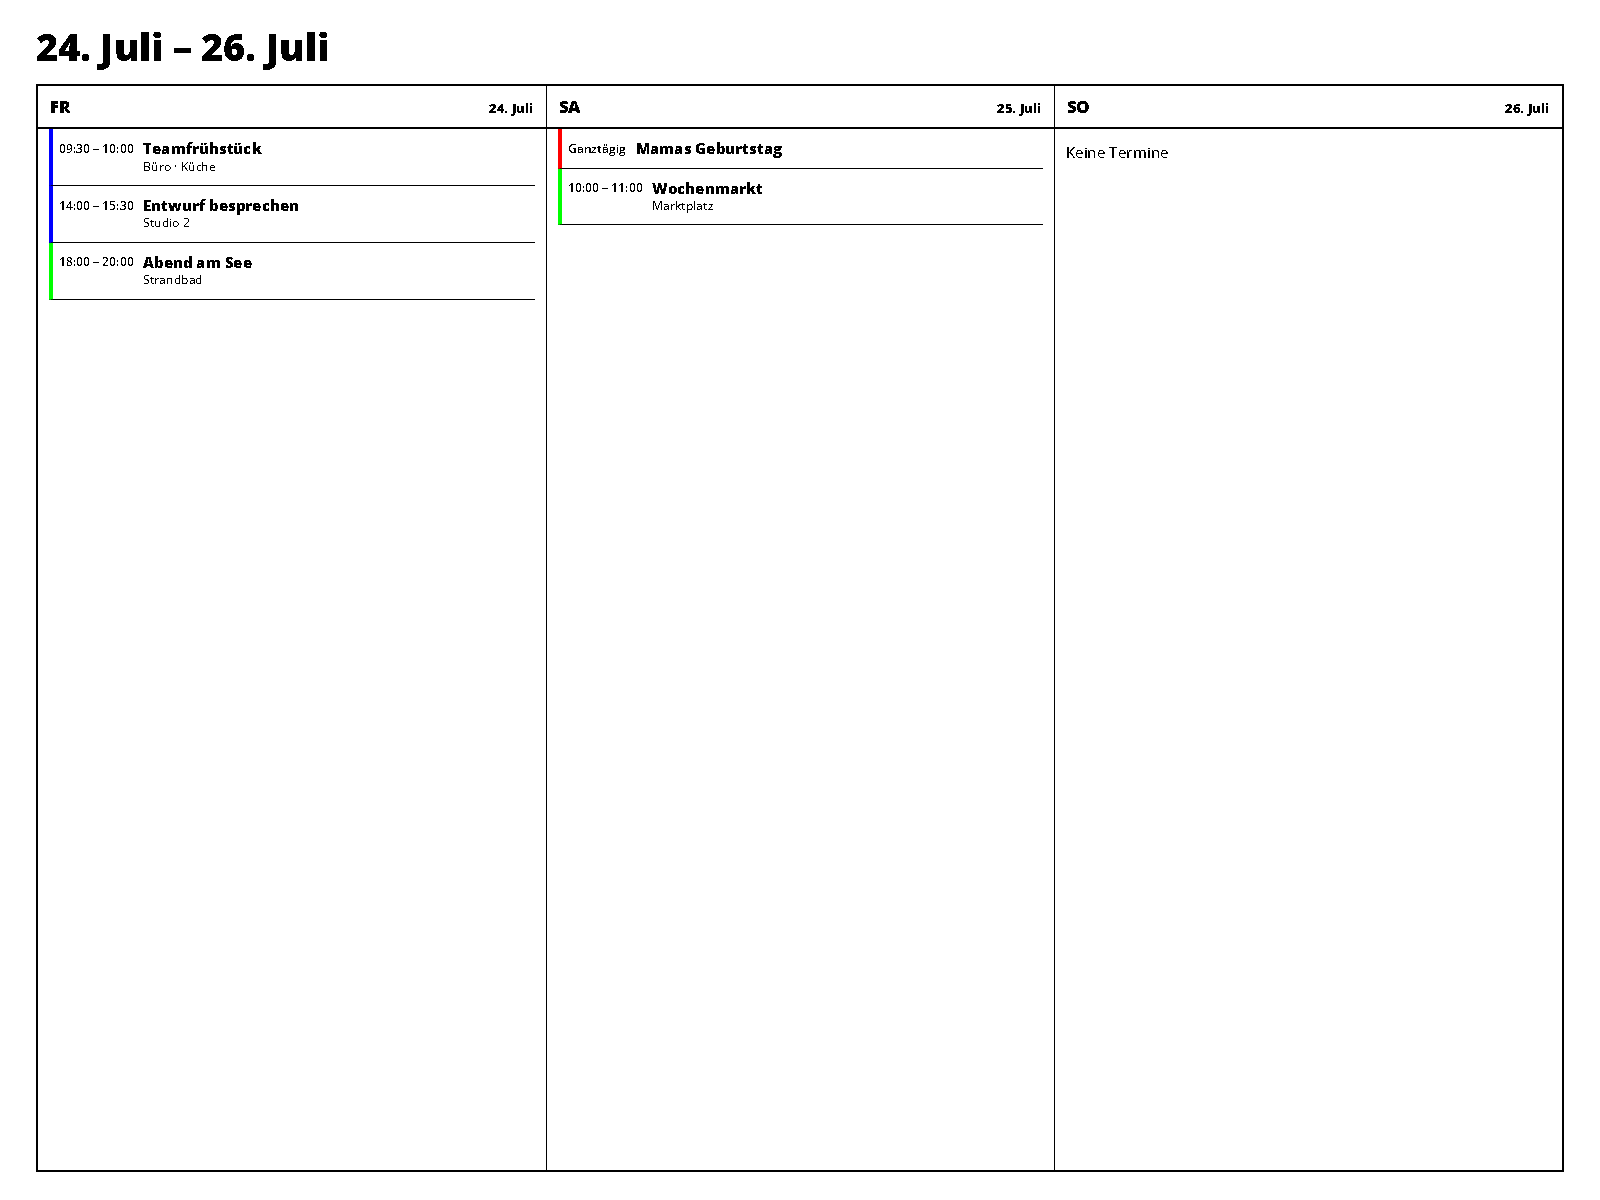 24. Juli – 26. Juli
FR 24. Juli
09:30 – 10:00 Teamfrühstück
Büro · Küche
14:00 – 15:30 Entwurf besprechen
Studio 2
18:00 – 20:00 Abend am See
Strandbad
SA 25. Juli
Ganztägig Mamas Geburtstag
10:00 – 11:00 Wochenmarkt
Marktplatz
SO 26. Juli
Keine Termine